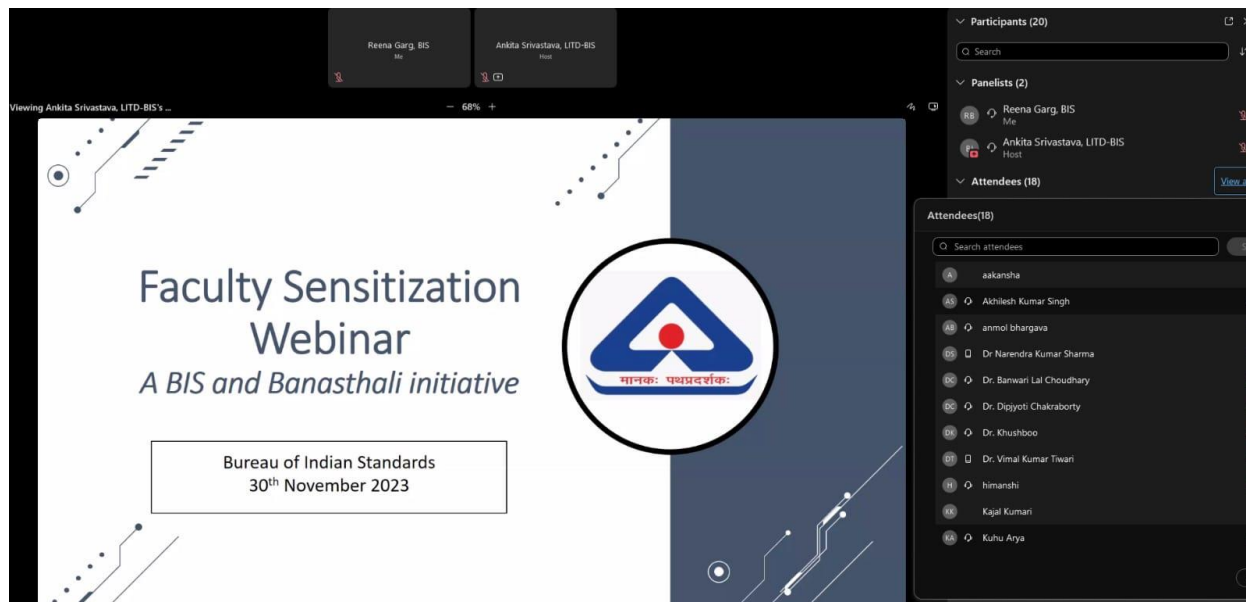 Reena Garg, BIS
Me
Ankita Srivastava, LITD-BIS
Host
Viewing Ankita Srivastava, LITD-BIS's ...
68%
Faculty Sensitization
Webinar
A BIS and Banasthali initiative
मानकः पथप्रदर्शकः
Bureau of Indian Standards
30th November 2023
Participants (20)
Search
Panelists (2)
RB
Reena Garg, BIS
Me
Ankita Srivastava, LITD-BIS
Host
Attendees (18)
View a
Attendees(18)
Search attendees
A aakansha
AS Akhilesh Kumar Singh
AB anmol bhargava
DS Dr Narendra Kumar Sharma
DC Dr. Banwari Lal Choudhary
DC Dr. Dipjyoti Chakraborty
DK Dr. Khushboo
DT Dr. Vimal Kumar Tiwari
H himanshi
KK Kajal Kumari
KA Kuhu Arya